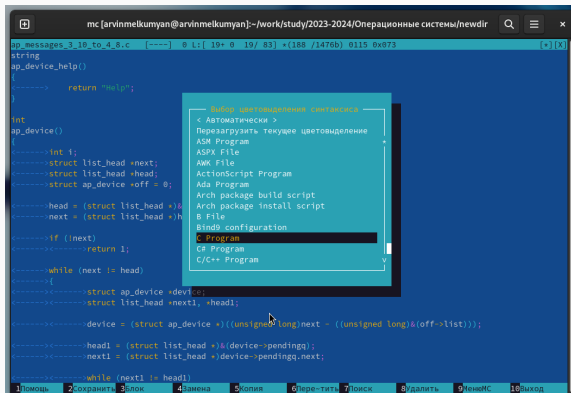 mc [arvinmelkumyan@arvinmelkumyan]:~/work/study/2023-2024/Операционные системы/newdir
ap_messages_3_10_to_4_8.c [----] 0 L:[ 19+ 0 19/ 83] *(188 /1476b) 0115 0x073 [*][X]
string
ap_device_help()
{
<------> return "Help";
}
int
ap_device()
{
<------>int i;
<------>struct list_head *next;
<------>struct list_head *head;
<------>struct ap_device *off = 0;
<------>head = (struct list_head *)&
<------>next = (struct list_head *)h
<------>if (!next)
<------><------>return 1;
<------>while (next != head)
<------>{
<------><------>struct ap_device *device;
<------><------>struct list_head *next1, *head1;
<------><------>device = (struct ap_device *)((unsigned long)next - ((unsigned long)&(off->list)));
<------><------>head1 = (struct list_head *)&(device->pendingq);
<------><------>next1 = (struct list_head *)device->pendingq.next;
<------><------>while (next1 != head1)
Выбор цветовыделения синтаксиса
< Автоматически >
Перезагрузить текущее цветовыделение
ASM Program
ASPX File
AWK File
ActionScript Program
Ada Program
Arch package build script
Arch package install script
B File
Bind9 configuration
C Program
C# Program
C/C++ Program
1Помощь 2Сохранить 3Блок 4Замена 5Копия 6Пере~тить 7Поиск 8Удалить 9МенюMC 10Выход